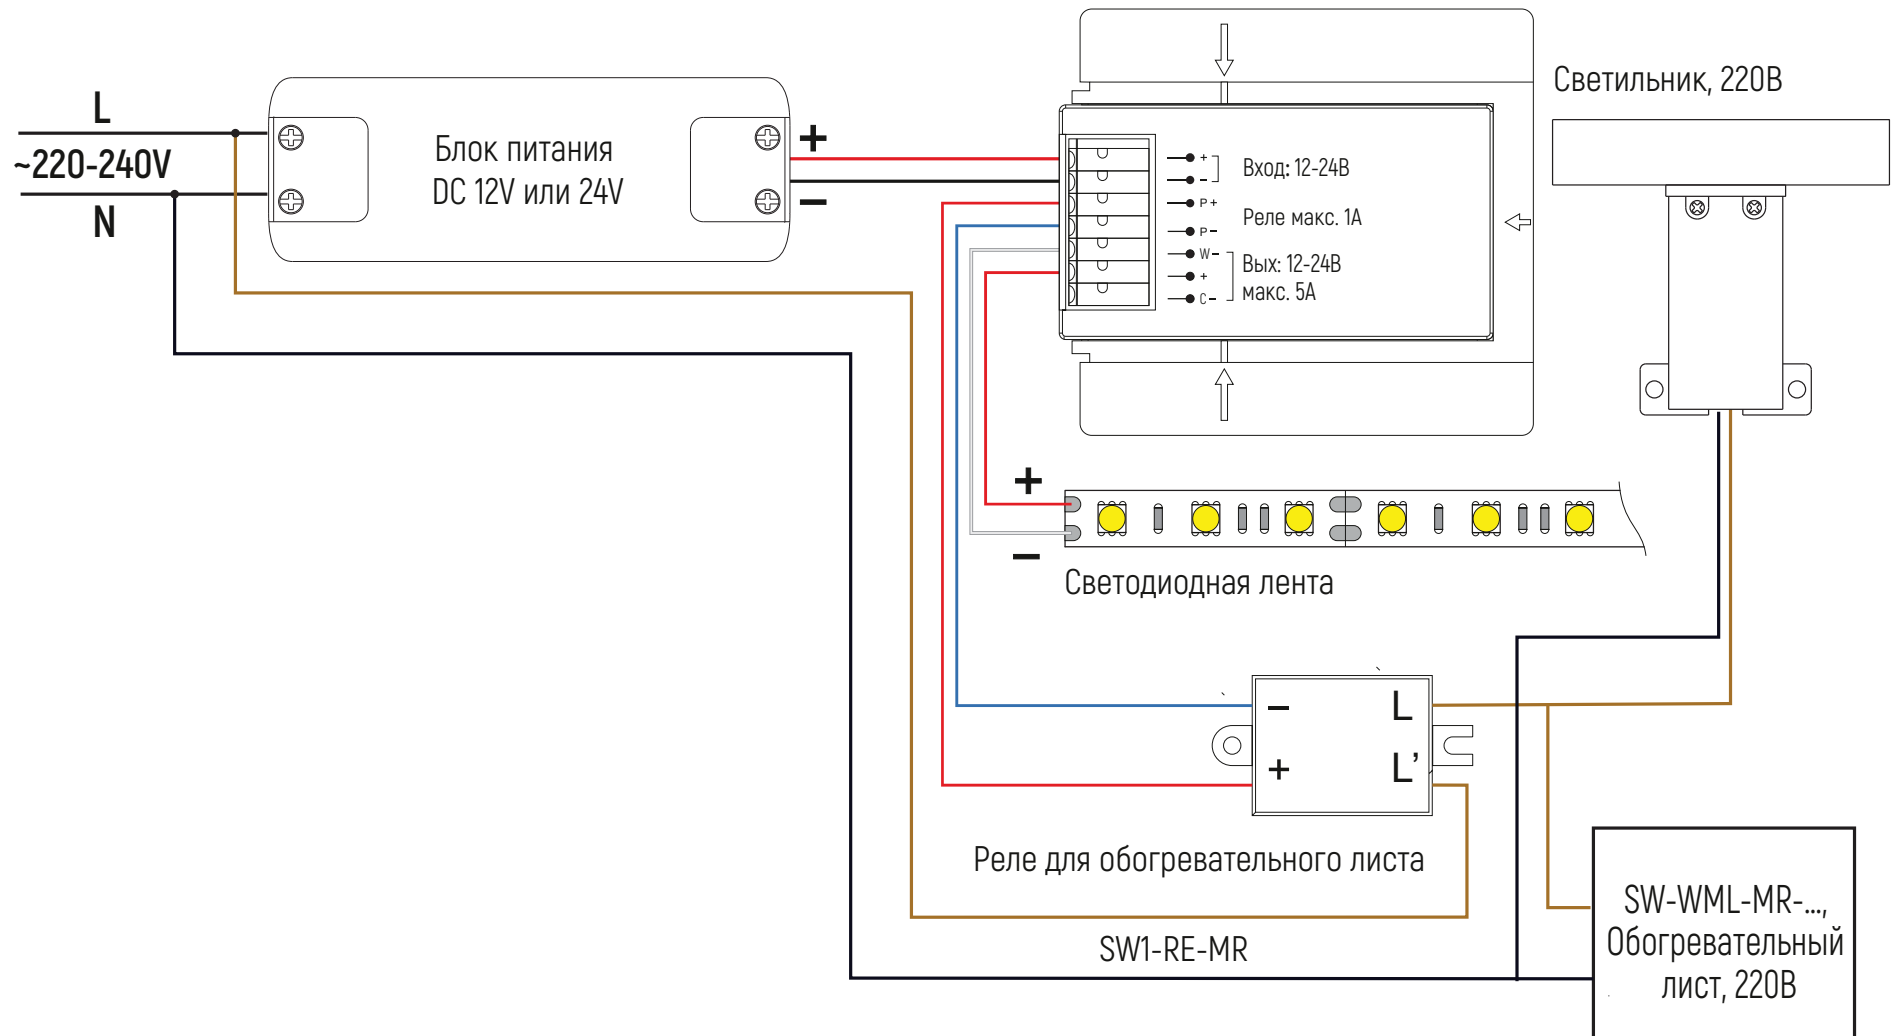 L
~220-240V
N
Блок питания
DC 12V или 24V
+
−
+
−
P+
P−
W−
+
C−
Вход: 12-24В
Реле макс. 1А
Вых: 12-24В
макс. 5А
Светильник, 220В
+
−
Светодиодная лента
−
+
L
L’
Реле для обогревательного листа
SW1-RE-MR
SW-WML-MR-...,
Обогревательный
лист, 220В